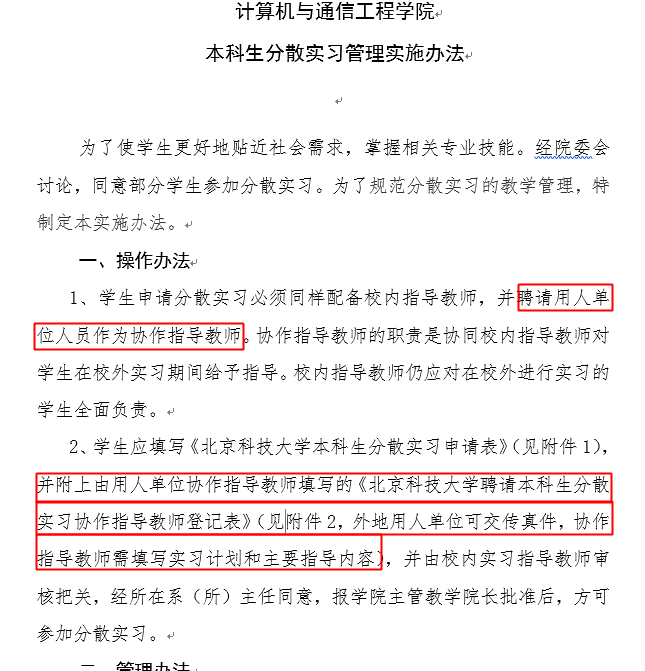 计算机与通信工程学院
本科生分散实习管理实施办法
为了使学生更好地贴近社会需求，掌握相关专业技能。经院委会
讨论，同意部分学生参加分散实习。为了规范分散实习的教学管理，特
制定本实施办法。
一、操作办法
1、学生申请分散实习必须同样配备校内指导教师，并聘请用人单
位人员作为协作指导教师。协作指导教师的职责是协同校内指导教师对
学生在校外实习期间给予指导。校内指导教师仍应对在校外进行实习的
学生全面负责。
2、学生应填写《北京科技大学本科生分散实习申请表》（见附件1），
并附上由用人单位协作指导教师填写的《北京科技大学聘请本科生分散
实习协作指导教师登记表》（见附件2，外地用人单位可交传真件，协作
指导教师需填写实习计划和主要指导内容），并由校内实习指导教师审
核把关，经所在系（所）主任同意，报学院主管教学院长批准后，方可
参加分散实习。
二、管理办法